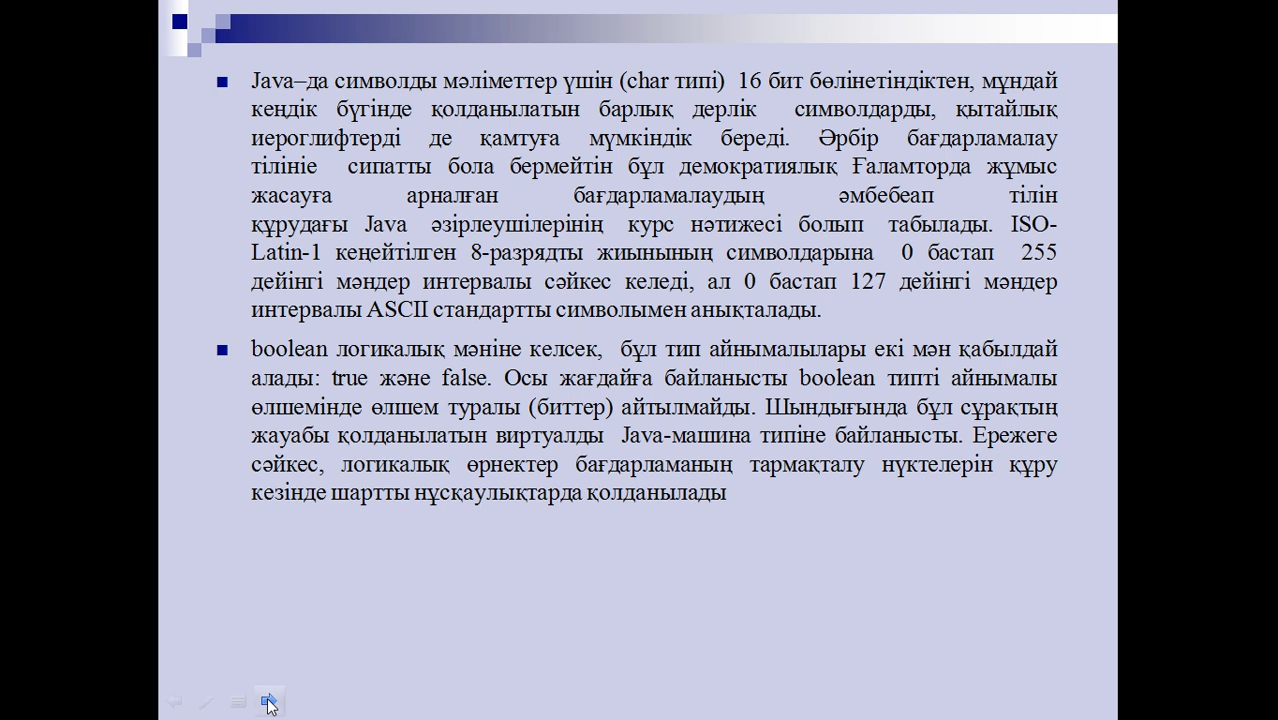 Java–да символды мәліметтер үшін (char типі) 16 бит бөлінетіндіктен, мұндай
кеңдік бүгінде қолданылатын барлық дерлік символдарды, қытайлық
иероглифтерді де қамтуға мүмкіндік береді. Әрбір бағдарламалау
тілініе сипатты бола бермейтін бұл демократиялық Ғаламторда жұмыс
жасауға арналған бағдарламалаудың әмбебеап тілін
құрудағы Java әзірлеушілерінің курс нәтижесі болып табылады. ISO-
Latin-1 кеңейтілген 8-разрядты жиынының символдарына 0 бастап 255
дейінгі мәндер интервалы сәйкес келеді, ал 0 бастап 127 дейінгі мәндер
интервалы ASCII стандартты символымен анықталады.
boolean логикалық мәніне келсек, бұл тип айнымалылары екі мән қабылдай
алады: true және false. Осы жағдайға байланысты boolean типті айнымалы
өлшемінде өлшем туралы (биттер) айтылмайды. Шындығында бұл сұрақтың
жауабы қолданылатын виртуалды Java-машина типіне байланысты. Ережеге
сәйкес, логикалық өрнектер бағдарламаның тармақталу нүктелерін құру
кезінде шартты нұсқаулықтарда қолданылады